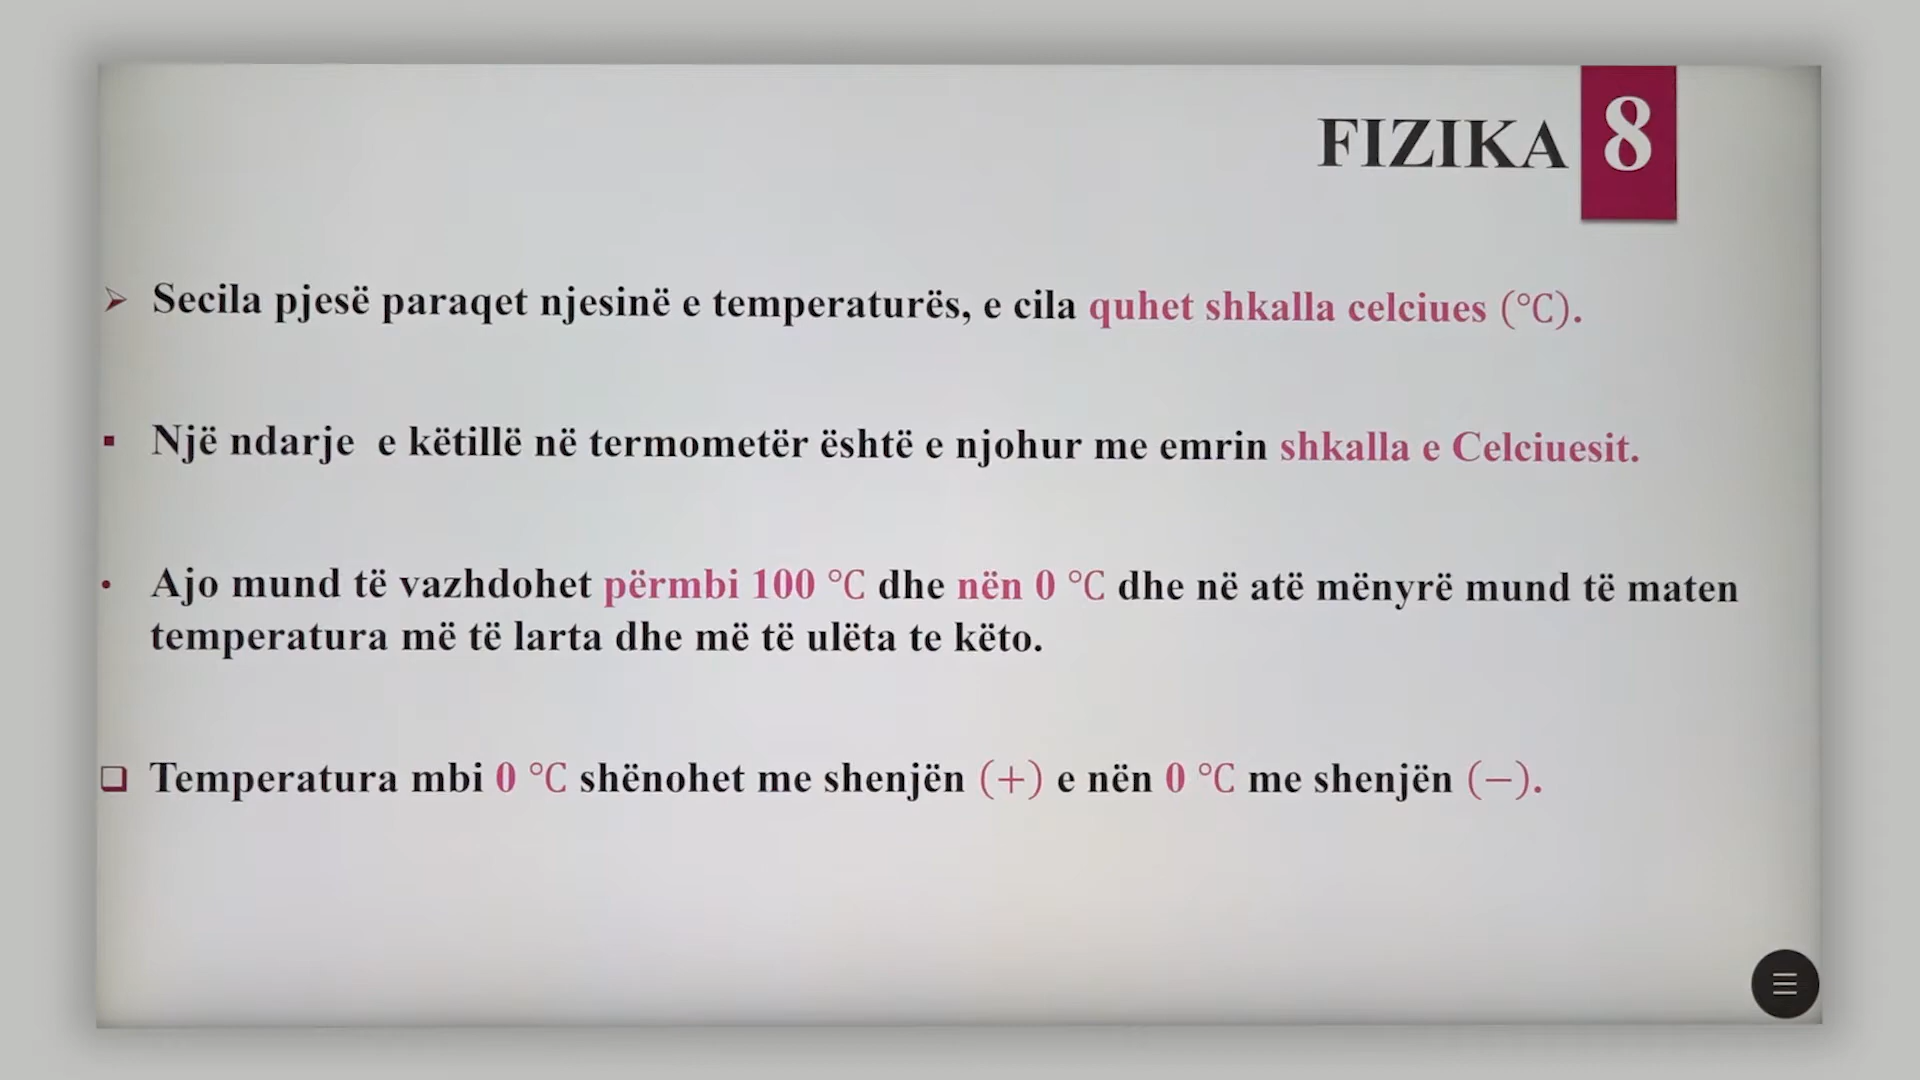 FIZIKA 8
Secila pjesë paraqet njesinë e temperaturës, e cila quhet shkalla celciues (°C).
Një ndarje e këtillë në termometër është e njohur me emrin shkalla e Celciuesit.
Ajo mund të vazhdohet përmbi 100 °C dhe nën 0 °C dhe në atë mënyrë mund të maten
temperatura më të larta dhe më të ulëta te këto.
Temperatura mbi 0 °C shënohet me shenjën (+) e nën 0 °C me shenjën (−).